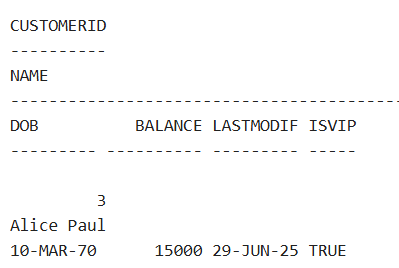 CUSTOMERID
----------
NAME
----------------------------------------
DOB          BALANCE LASTMODIF ISVIP
--------- ---------- --------- -----
         3
Alice Paul
10-MAR-70      15000 29-JUN-25 TRUE